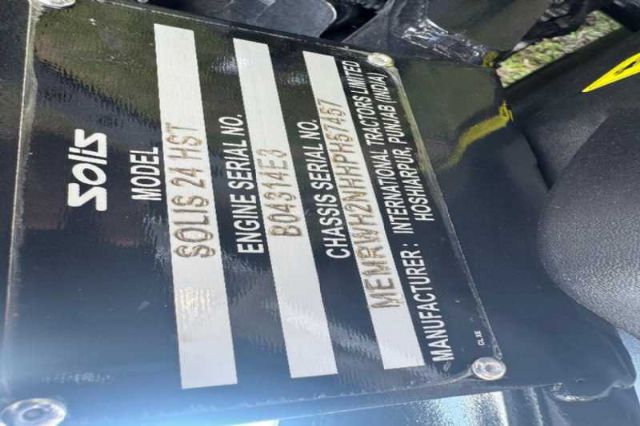 Solis
MODEL
SOLIS 24 HST
ENGINE SERIAL NO.
B04314E3
CHASSIS SERIAL NO.
MEMRWH2NHHPH57457
MANUFACTURER: INTERNATIONAL TRACTORS LIMITED
HOSHIARPUR, PUNJAB (INDIA)